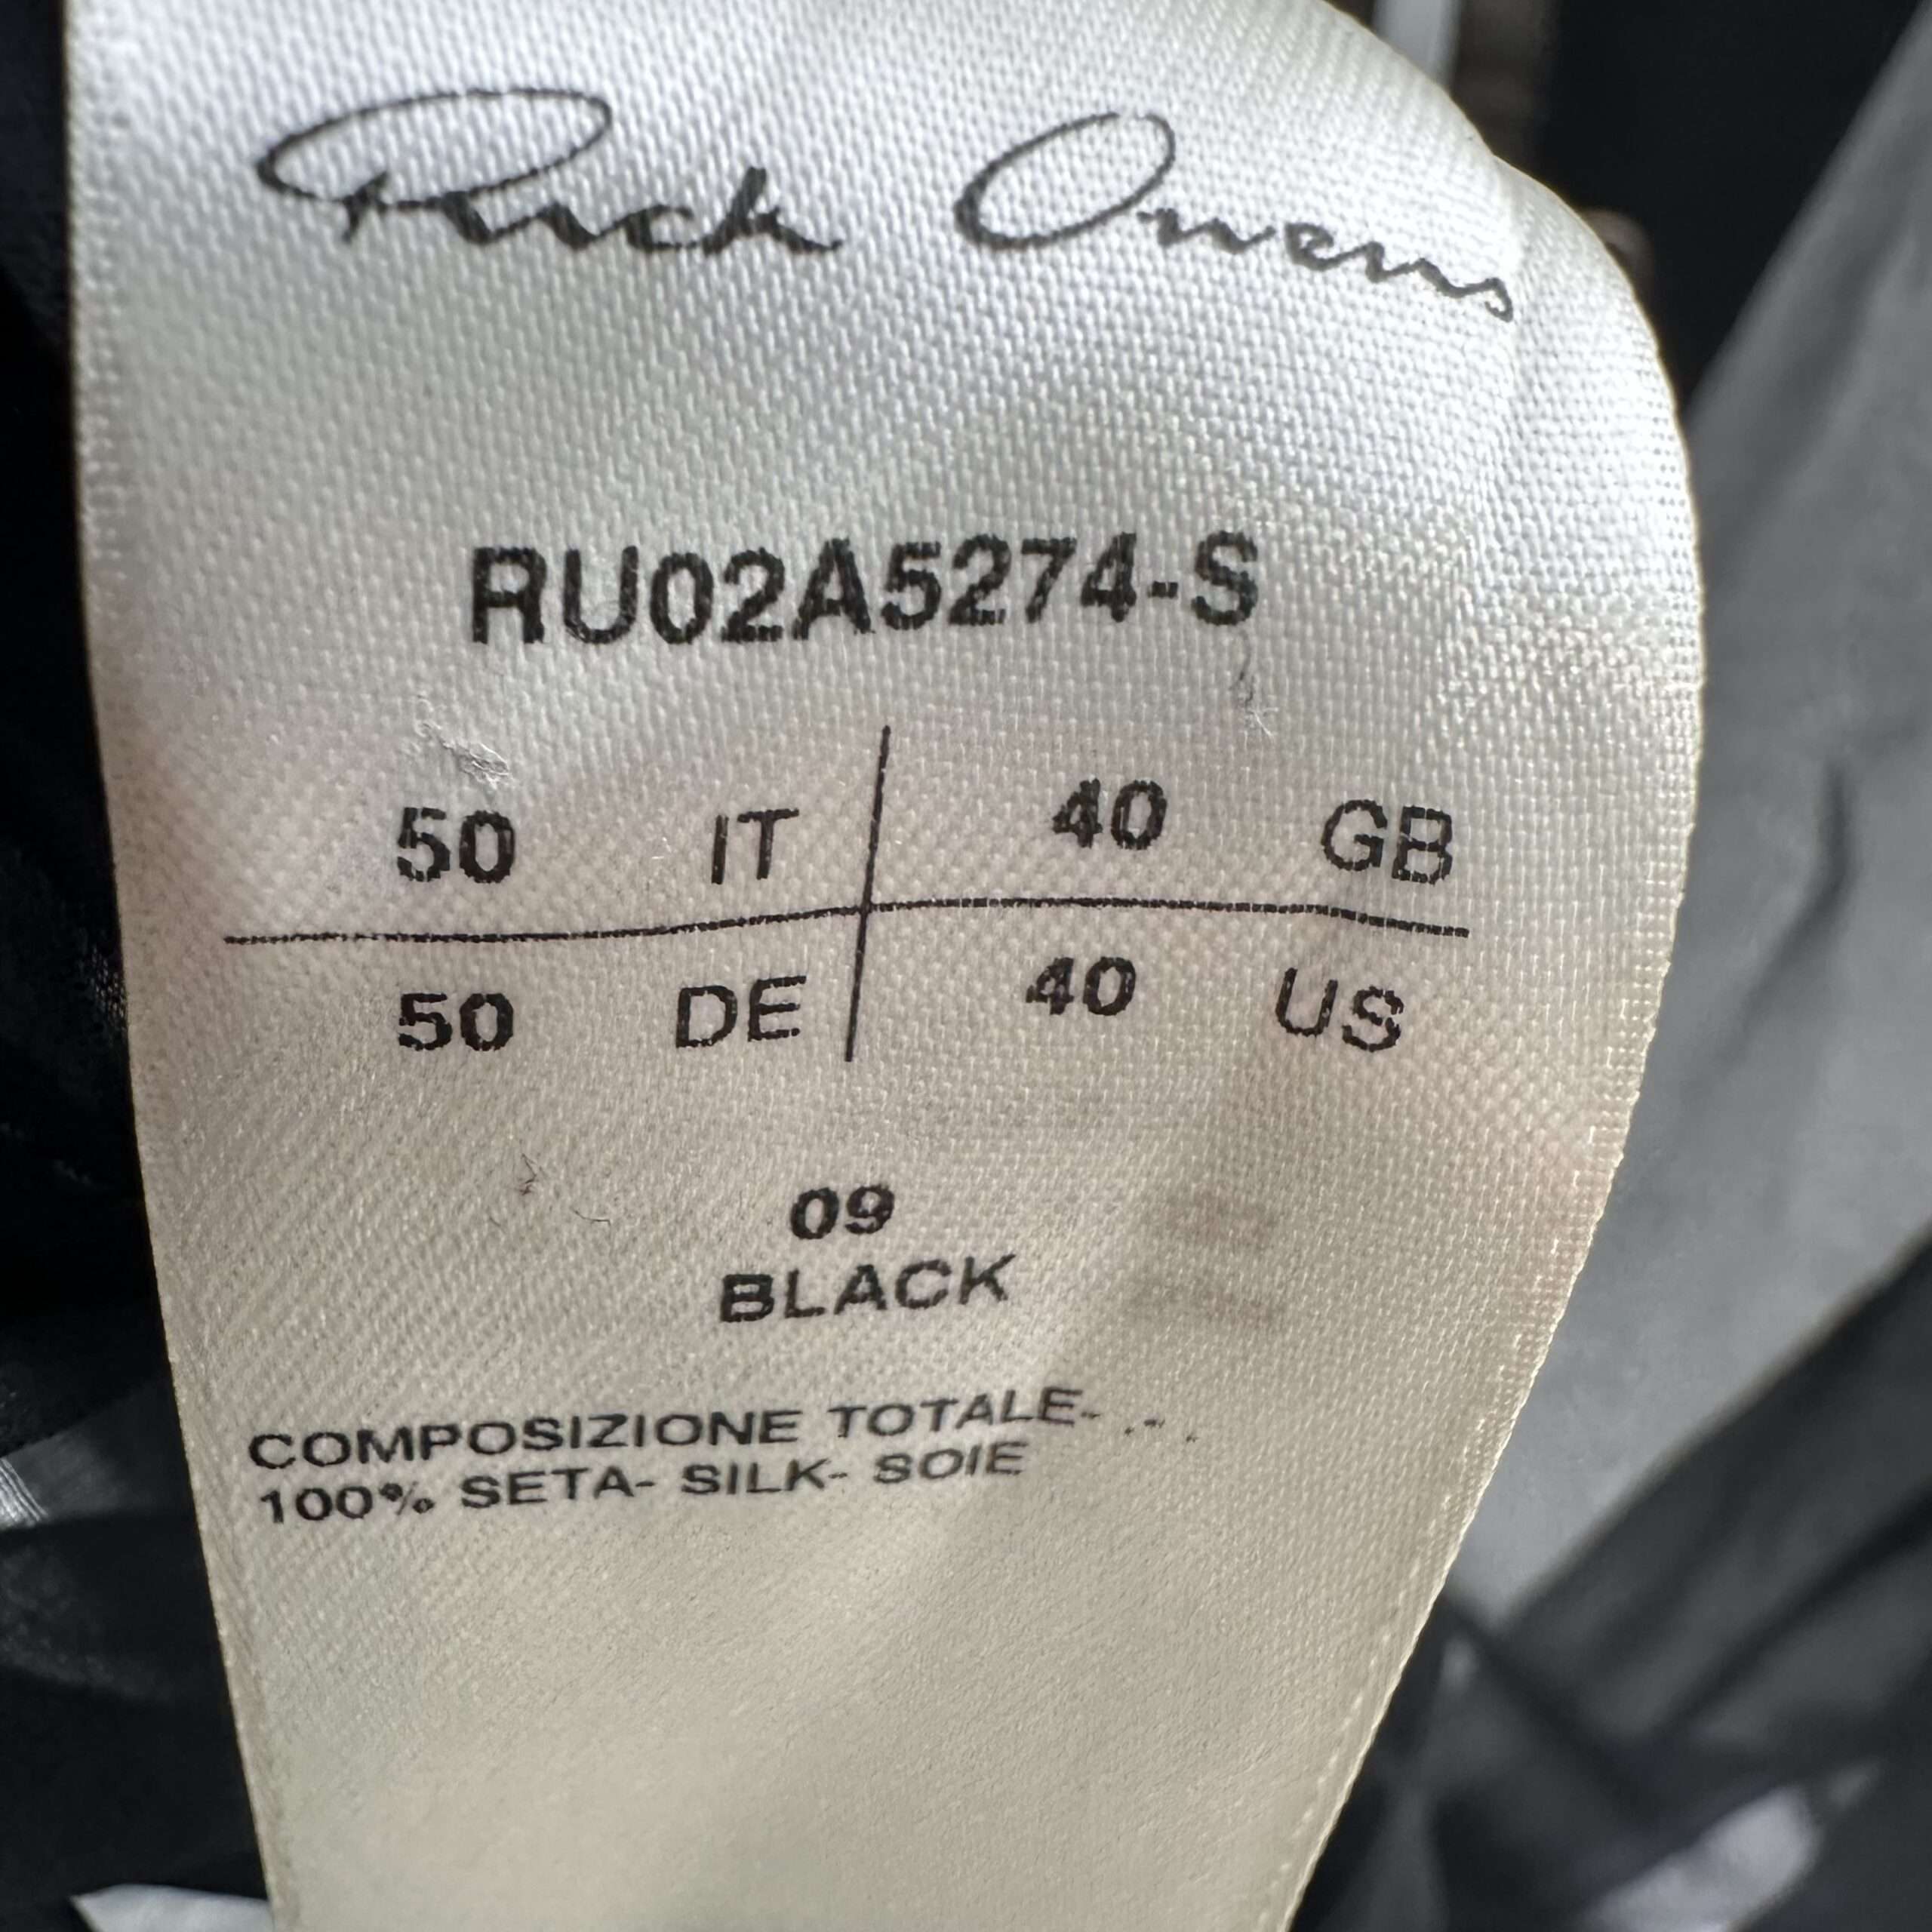 Rick Owens
RU02A5274-S
50 IT 40 GB
50 DE 40 US
09
BLACK
COMPOSIZIONE TOTALE-
100% SETA- SILK- SOIE